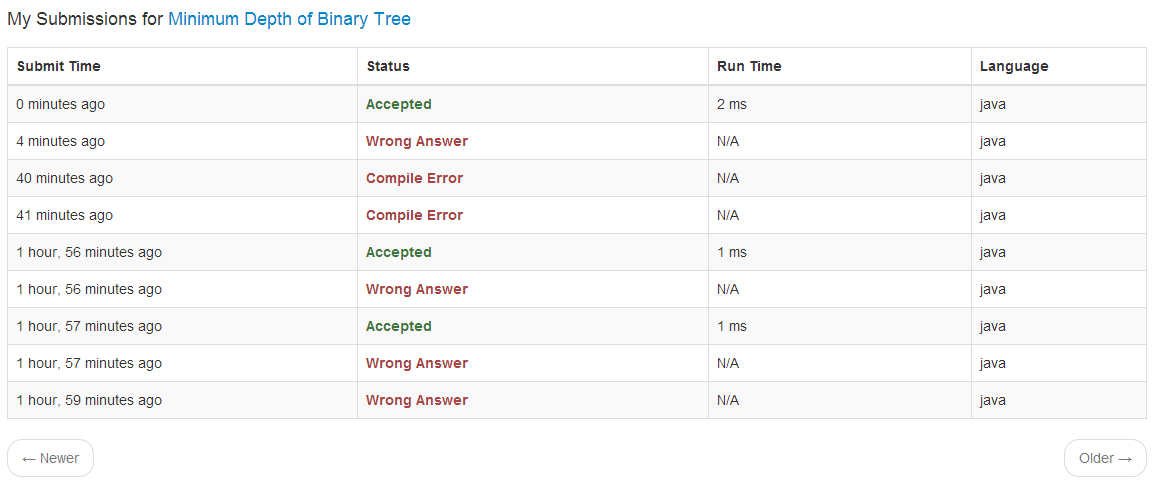 My Submissions for Minimum Depth of Binary Tree
Submit Time Status Run Time Language
0 minutes ago Accepted 2 ms java
4 minutes ago Wrong Answer N/A java
40 minutes ago Compile Error N/A java
41 minutes ago Compile Error N/A java
1 hour, 56 minutes ago Accepted 1 ms java
1 hour, 56 minutes ago Wrong Answer N/A java
1 hour, 57 minutes ago Accepted 1 ms java
1 hour, 57 minutes ago Wrong Answer N/A java
1 hour, 59 minutes ago Wrong Answer N/A java
← Newer Older →